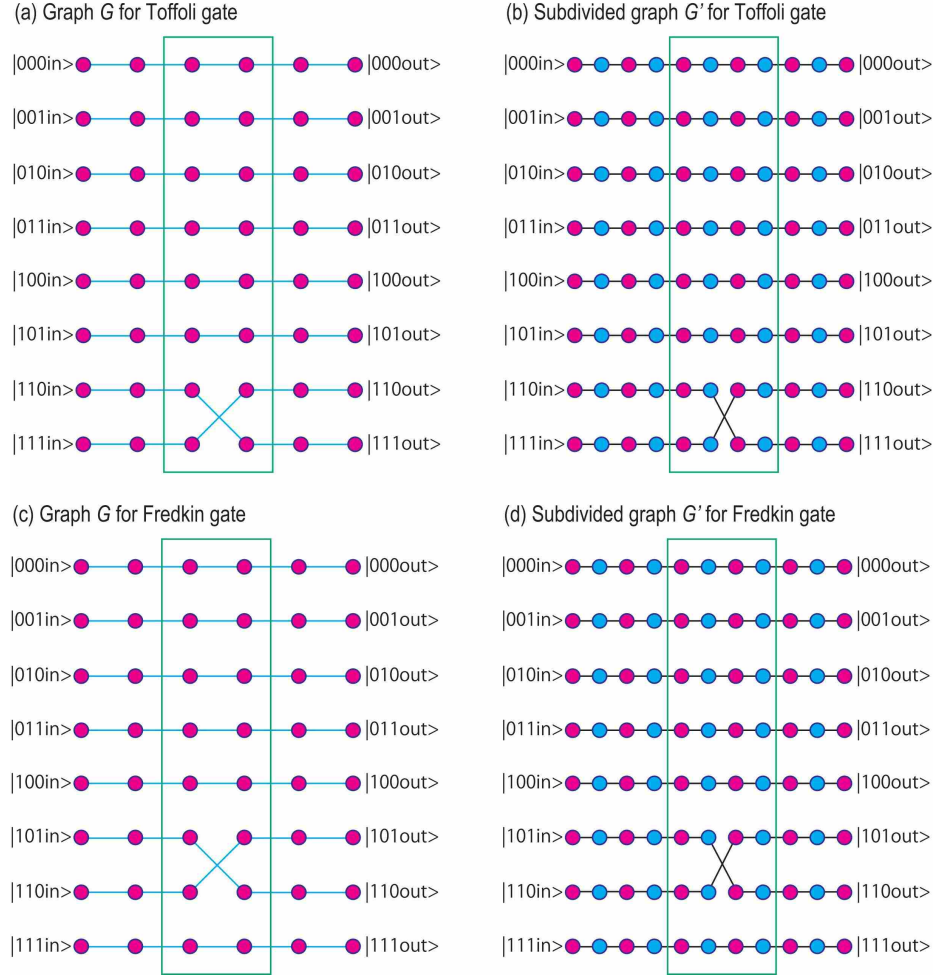 (a) Graph G for Toffoli gate
|000in> |000out>
|001in> |001out>
|010in> |010out>
|011in> |011out>
|100in> |100out>
|101in> |101out>
|110in> |110out>
|111in> |111out>
(b) Subdivided graph G’ for Toffoli gate
|000in> |000out>
|001in> |001out>
|010in> |010out>
|011in> |011out>
|100in> |100out>
|101in> |101out>
|110in> |110out>
|111in> |111out>
(c) Graph G for Fredkin gate
|000in> |000out>
|001in> |001out>
|010in> |010out>
|011in> |011out>
|100in> |100out>
|101in> |101out>
|110in> |110out>
|111in> |111out>
(d) Subdivided graph G’ for Fredkin gate
|000in> |000out>
|001in> |001out>
|010in> |010out>
|011in> |011out>
|100in> |100out>
|101in> |101out>
|110in> |110out>
|111in> |111out>